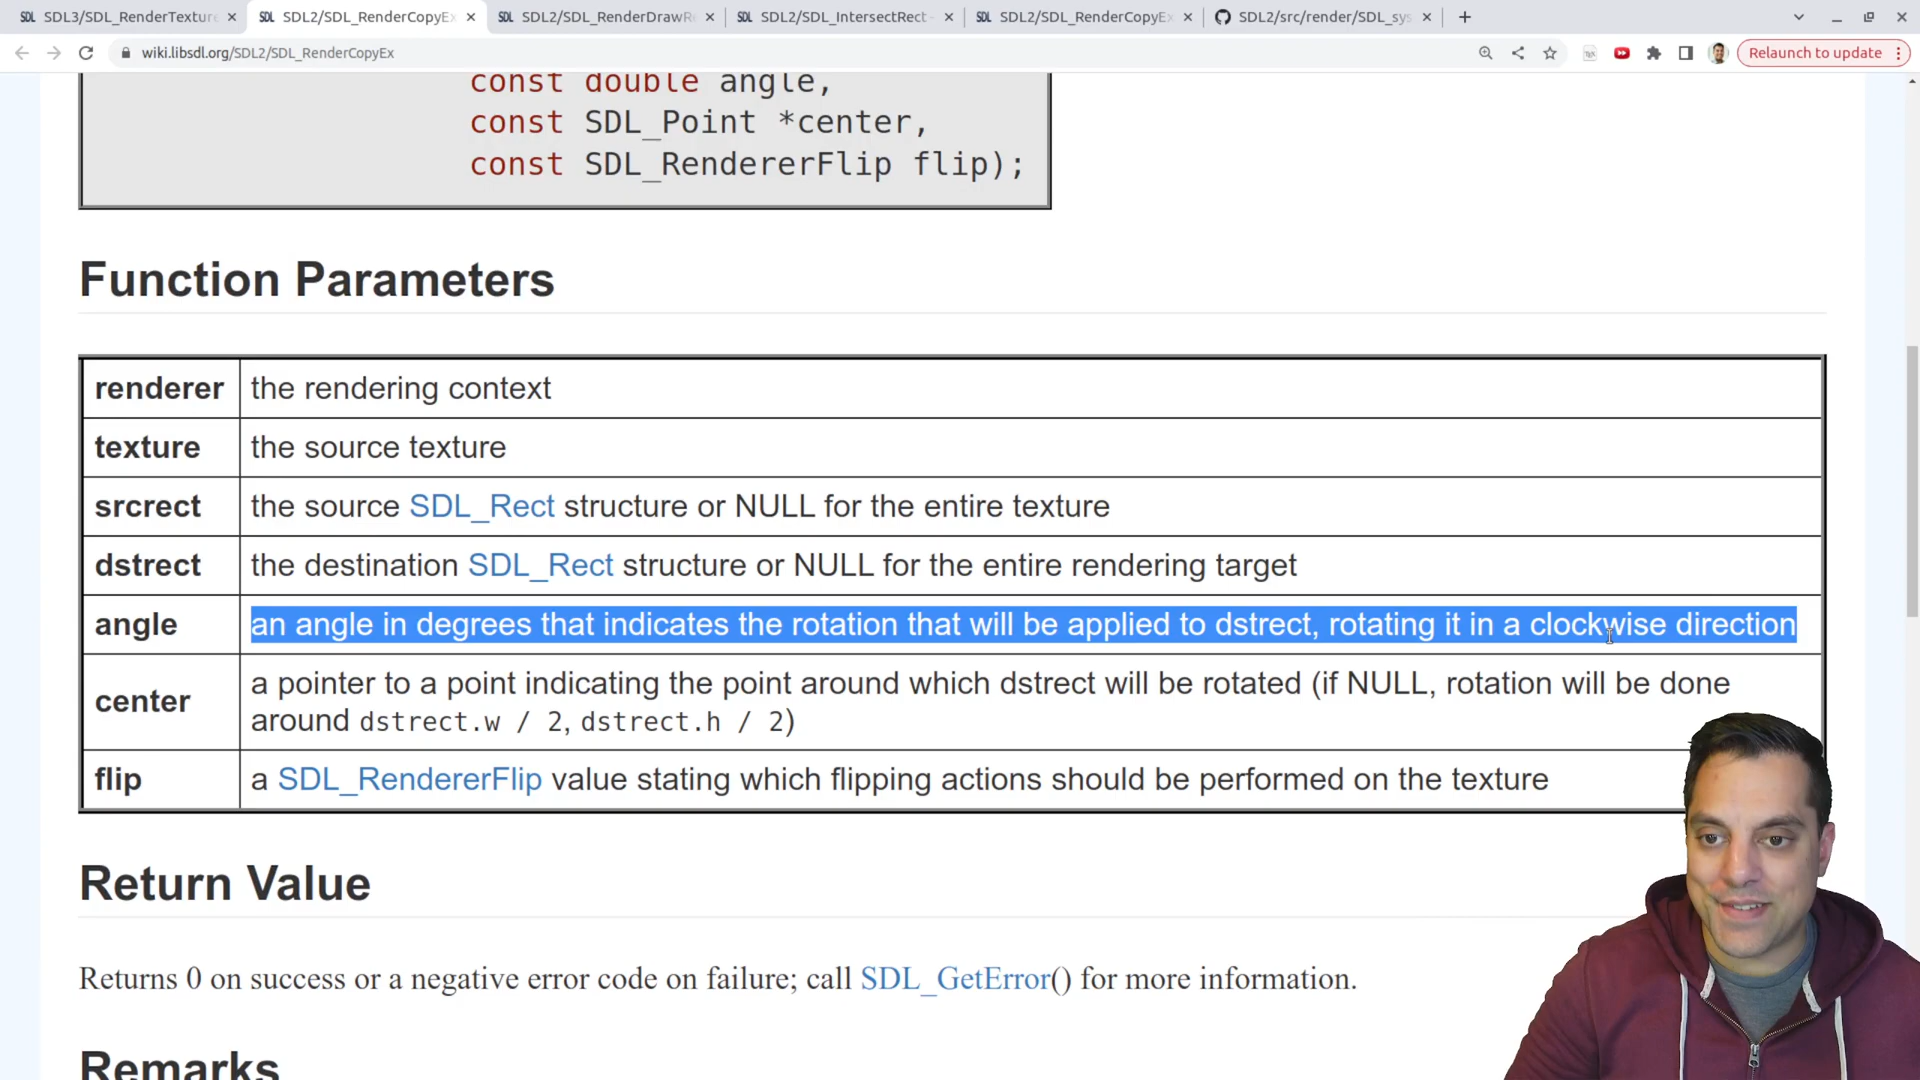 SDL SDL3/SDL_RenderTexture
SDL SDL2/SDL_RenderCopyEx
SDL SDL2/SDL_RenderDrawR
SDL SDL2/SDL_IntersectRect
SDL SDL2/SDL_RenderCopyEx
SDL2/src/render/SDL_sys
wiki.libsdl.org/SDL2/SDL_RenderCopyEx
Relaunch to update
const double angle,
const SDL_Point *center,
const SDL_RendererFlip flip);
Function Parameters
renderer the rendering context
texture the source texture
srcrect the source SDL_Rect structure or NULL for the entire texture
dstrect the destination SDL_Rect structure or NULL for the entire rendering target
angle an angle in degrees that indicates the rotation that will be applied to dstrect, rotating it in a clockwise direction
center a pointer to a point indicating the point around which dstrect will be rotated (if NULL, rotation will be done
around dstrect.w / 2, dstrect.h / 2)
flip a SDL_RendererFlip value stating which flipping actions should be performed on the texture
Return Value
Returns 0 on success or a negative error code on failure; call SDL_GetError() for more information.
Remarks